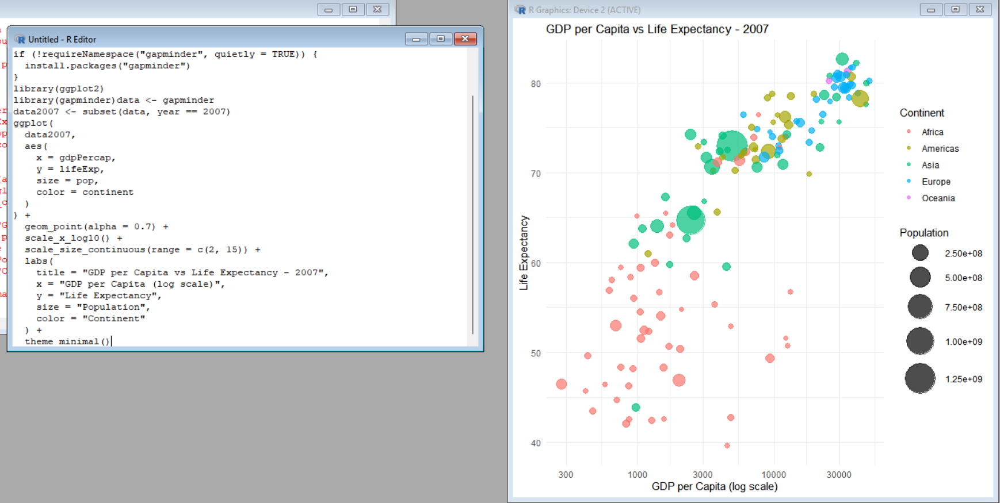 Untitled - R Editor
if (!requireNamespace("gapminder", quietly = TRUE)) {
  install.packages("gapminder")
}
library(ggplot2)
library(gapminder)data <- gapminder
data2007 <- subset(data, year == 2007)
ggplot(
  data2007,
  aes(
    x = gdpPercap,
    y = lifeExp,
    size = pop,
    color = continent
  )
) +
  geom_point(alpha = 0.7) +
  scale_x_log10() +
  scale_size_continuous(range = c(2, 15)) +
  labs(
    title = "GDP per Capita vs Life Expectancy - 2007",
    x = "GDP per Capita (log scale)",
    y = "Life Expectancy",
    size = "Population",
    color = "Continent"
  ) +
  theme minimal()
R Graphics: Device 2 (ACTIVE)
GDP per Capita vs Life Expectancy - 2007
Life Expectancy
80
70
60
50
40
300 1000 3000 10000 30000
GDP per Capita (log scale)
Continent
Africa
Americas
Asia
Europe
Oceania
Population
2.50e+08
5.00e+08
7.50e+08
1.00e+09
1.25e+09